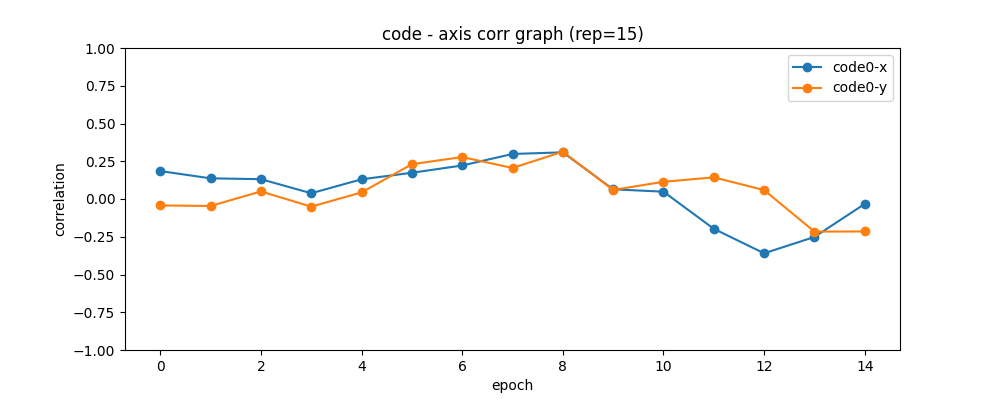 code - axis corr graph (rep=15)
1.00
0.75
0.50
0.25
0.00
−0.25
−0.50
−0.75
−1.00
correlation
code0-x
code0-y
0 2 4 6 8 10 12 14
epoch